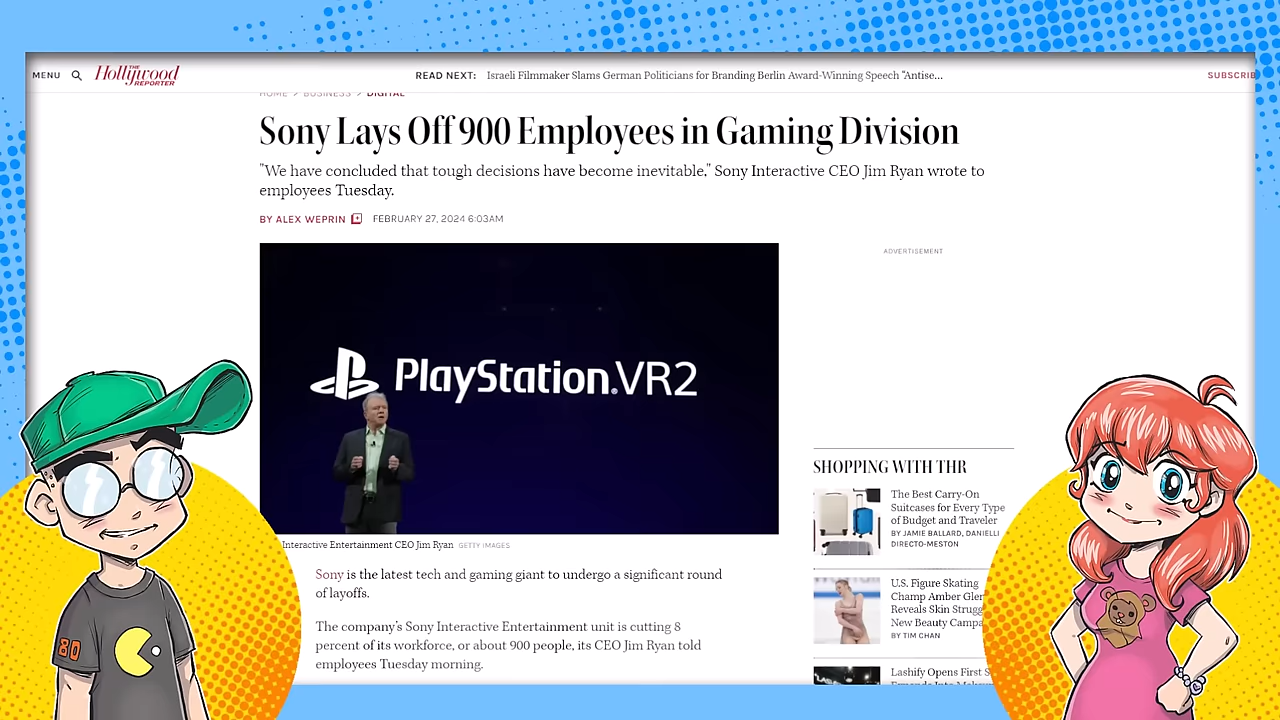 MENU
THE
Hollywood
REPORTER
READ NEXT: Israeli Filmmaker Slams German Politicians for Branding Berlin Award-Winning Speech "Antise...
SUBSCRIB
HOME > BUSINESS > DIGITAL
Sony Lays Off 900 Employees in Gaming Division
"We have concluded that tough decisions have become inevitable," Sony Interactive CEO Jim Ryan wrote to
employees Tuesday.
BY ALEX WEPRIN FEBRUARY 27, 2024 6:03AM
ADVERTISEMENT
PlayStation.VR2
Interactive Entertainment CEO Jim Ryan GETTY IMAGES
Sony is the latest tech and gaming giant to undergo a significant round
of layoffs.
The company's Sony Interactive Entertainment unit is cutting 8
percent of its workforce, or about 900 people, its CEO Jim Ryan told
employees Tuesday morning.
SHOPPING WITH THR
The Best Carry-On
Suitcases for Every Type
of Budget and Traveler
BY JAMIE BALLARD, DANIELLI
DIRECTO-MESTON
U.S. Figure Skating
Champ Amber Glen
Reveals Skin Strugg
New Beauty Campa
BY TIM CHAN
Lashify Opens First S
80